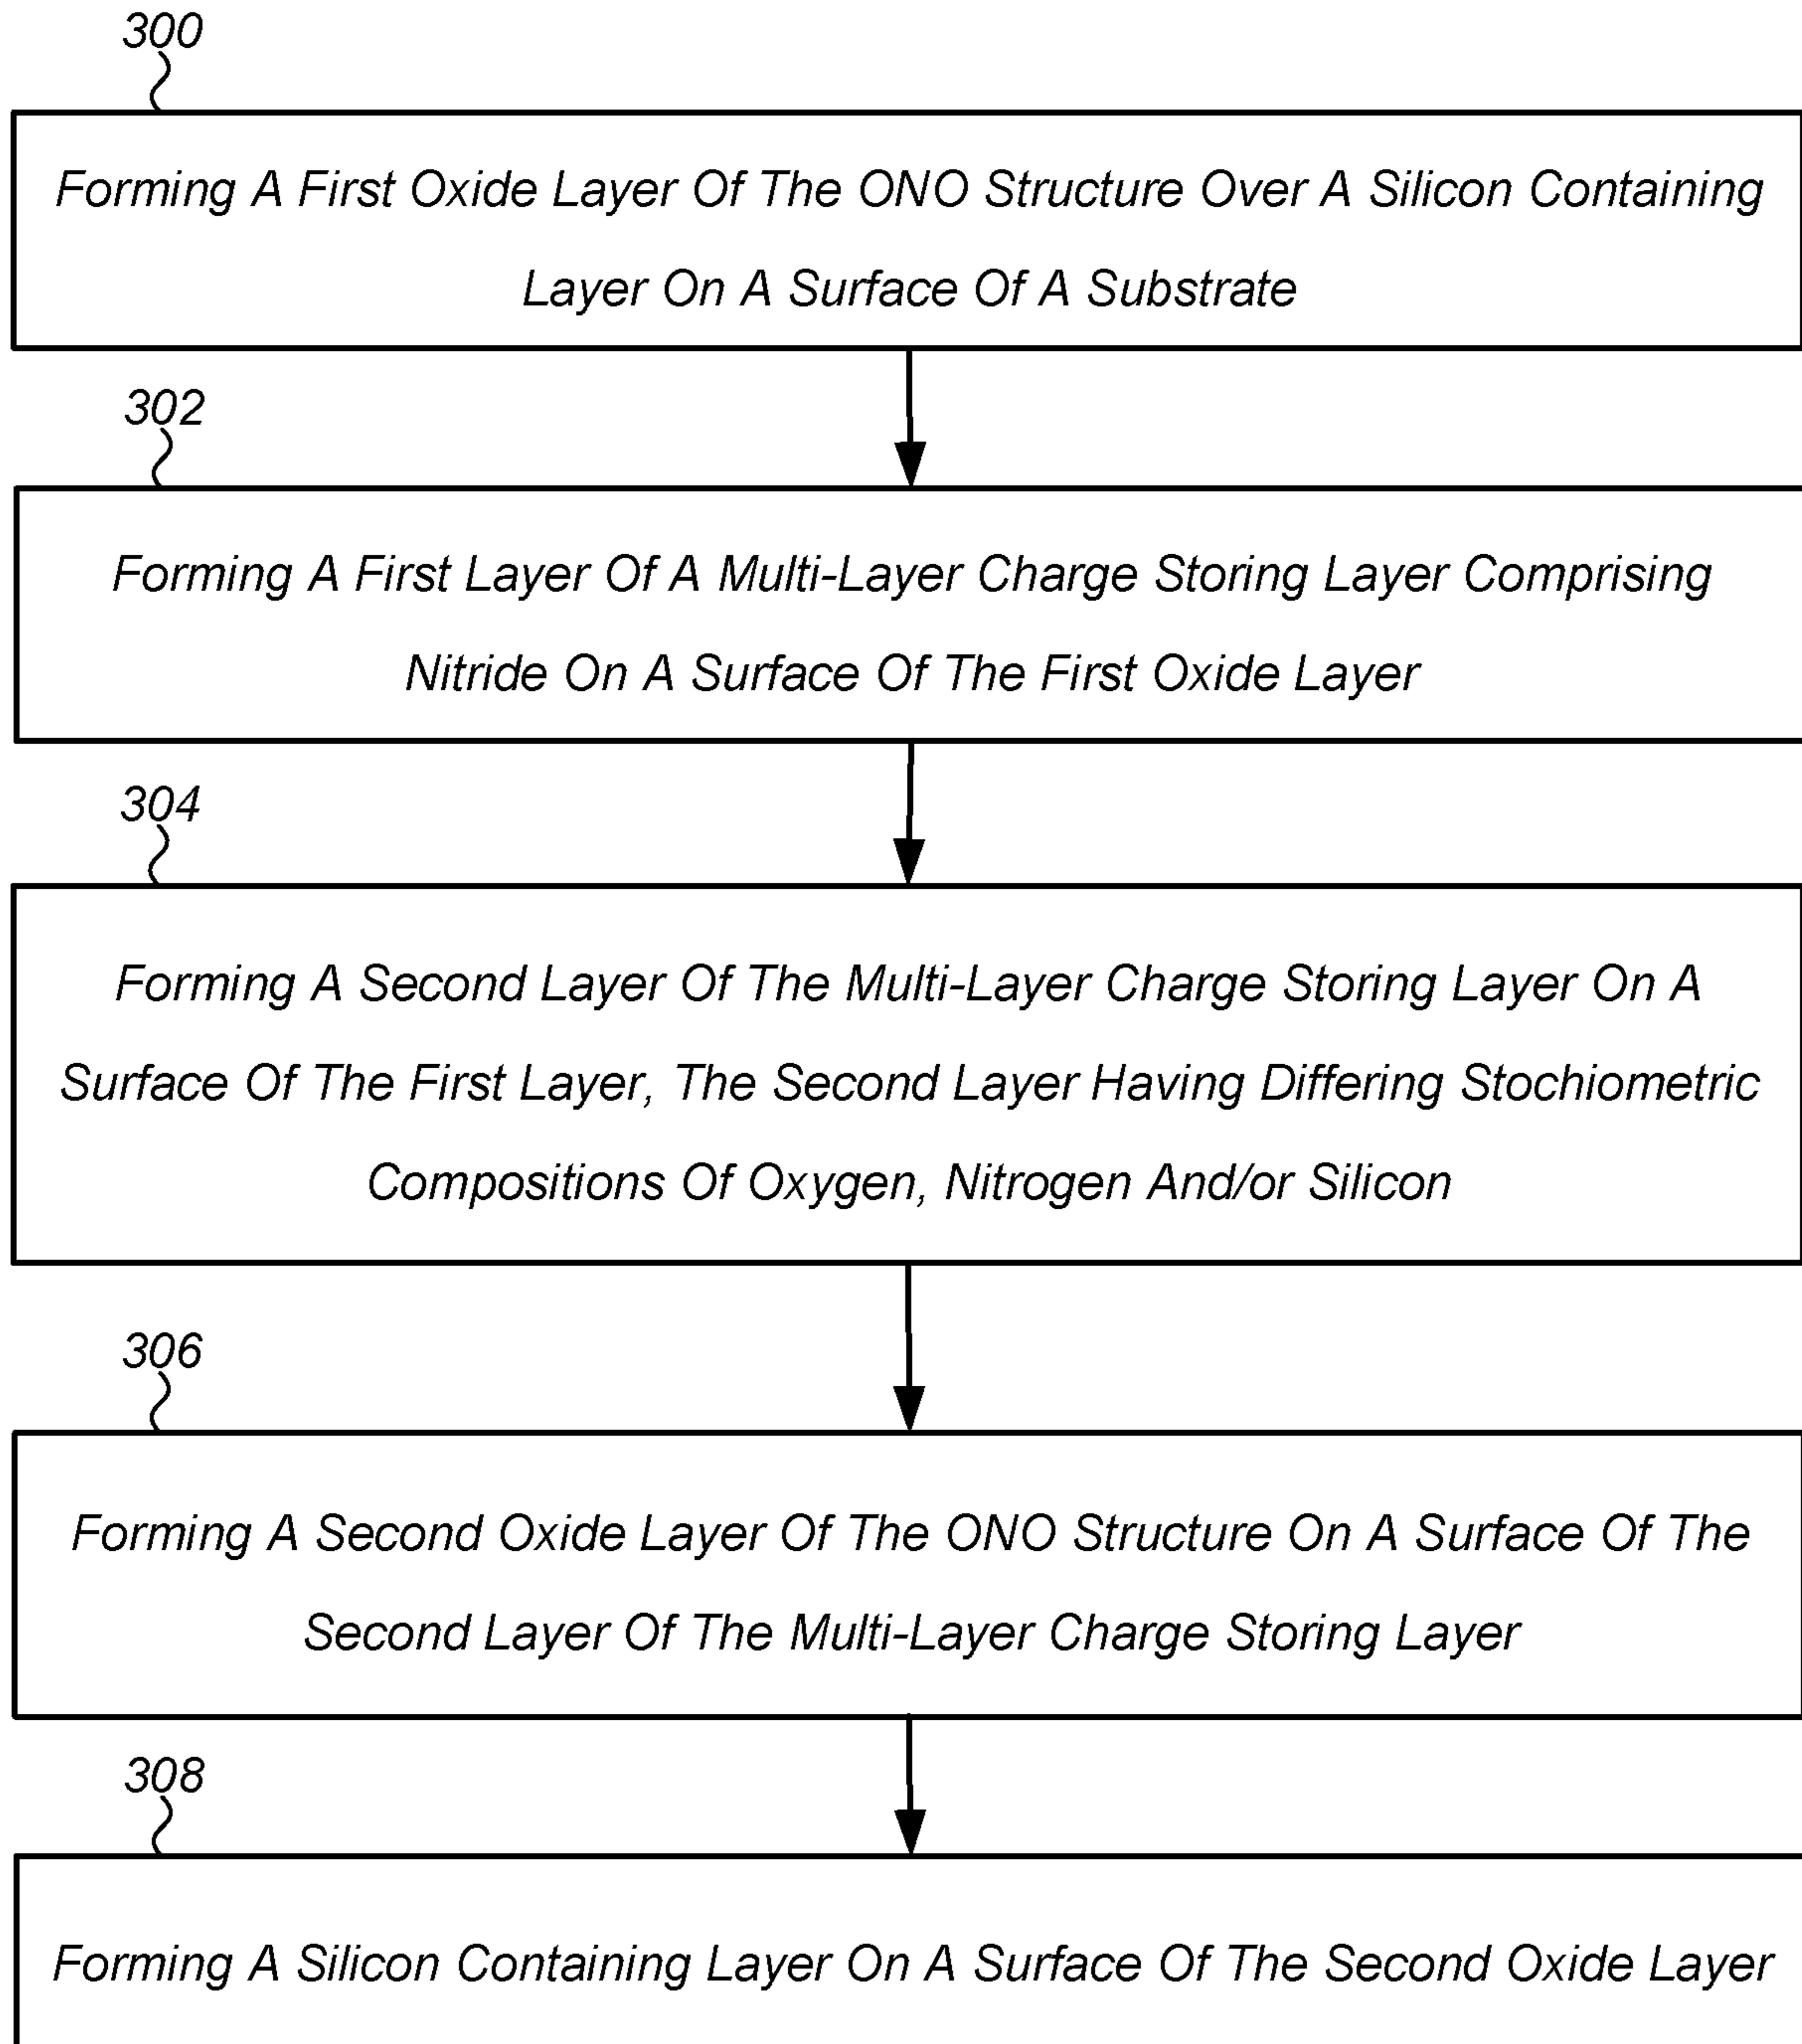 300
Forming A First Oxide Layer Of The ONO Structure Over A Silicon Containing
Layer On A Surface Of A Substrate
302
Forming A First Layer Of A Multi-Layer Charge Storing Layer Comprising
Nitride On A Surface Of The First Oxide Layer
304
Forming A Second Layer Of The Multi-Layer Charge Storing Layer On A
Surface Of The First Layer, The Second Layer Having Differing Stochiometric
Compositions Of Oxygen, Nitrogen And/or Silicon
306
Forming A Second Oxide Layer Of The ONO Structure On A Surface Of The
Second Layer Of The Multi-Layer Charge Storing Layer
308
Forming A Silicon Containing Layer On A Surface Of The Second Oxide Layer